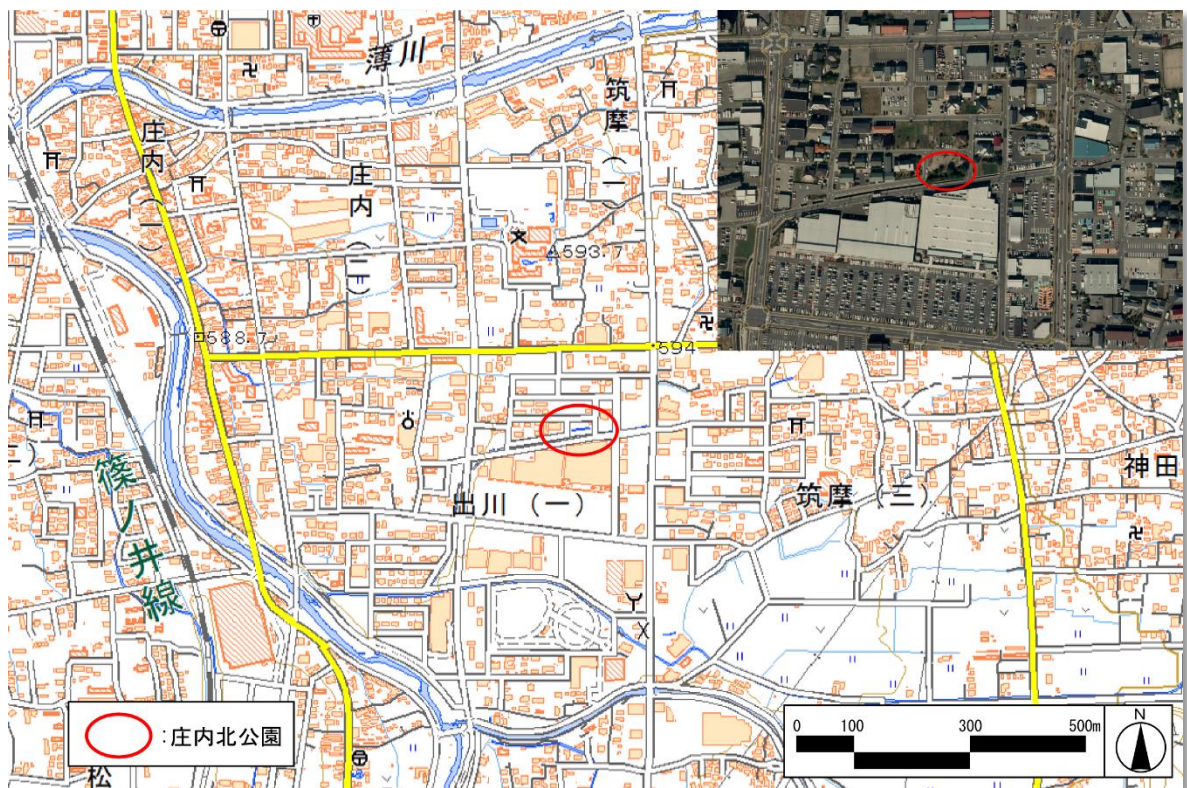 薄川
筑摩(一)
庄内(一)
庄内(二)
593.7
588.7
594
出川(一)
筑摩(三)
神田
二)
篠ノ井線
:庄内北公園
松
0 100 300 500m
N